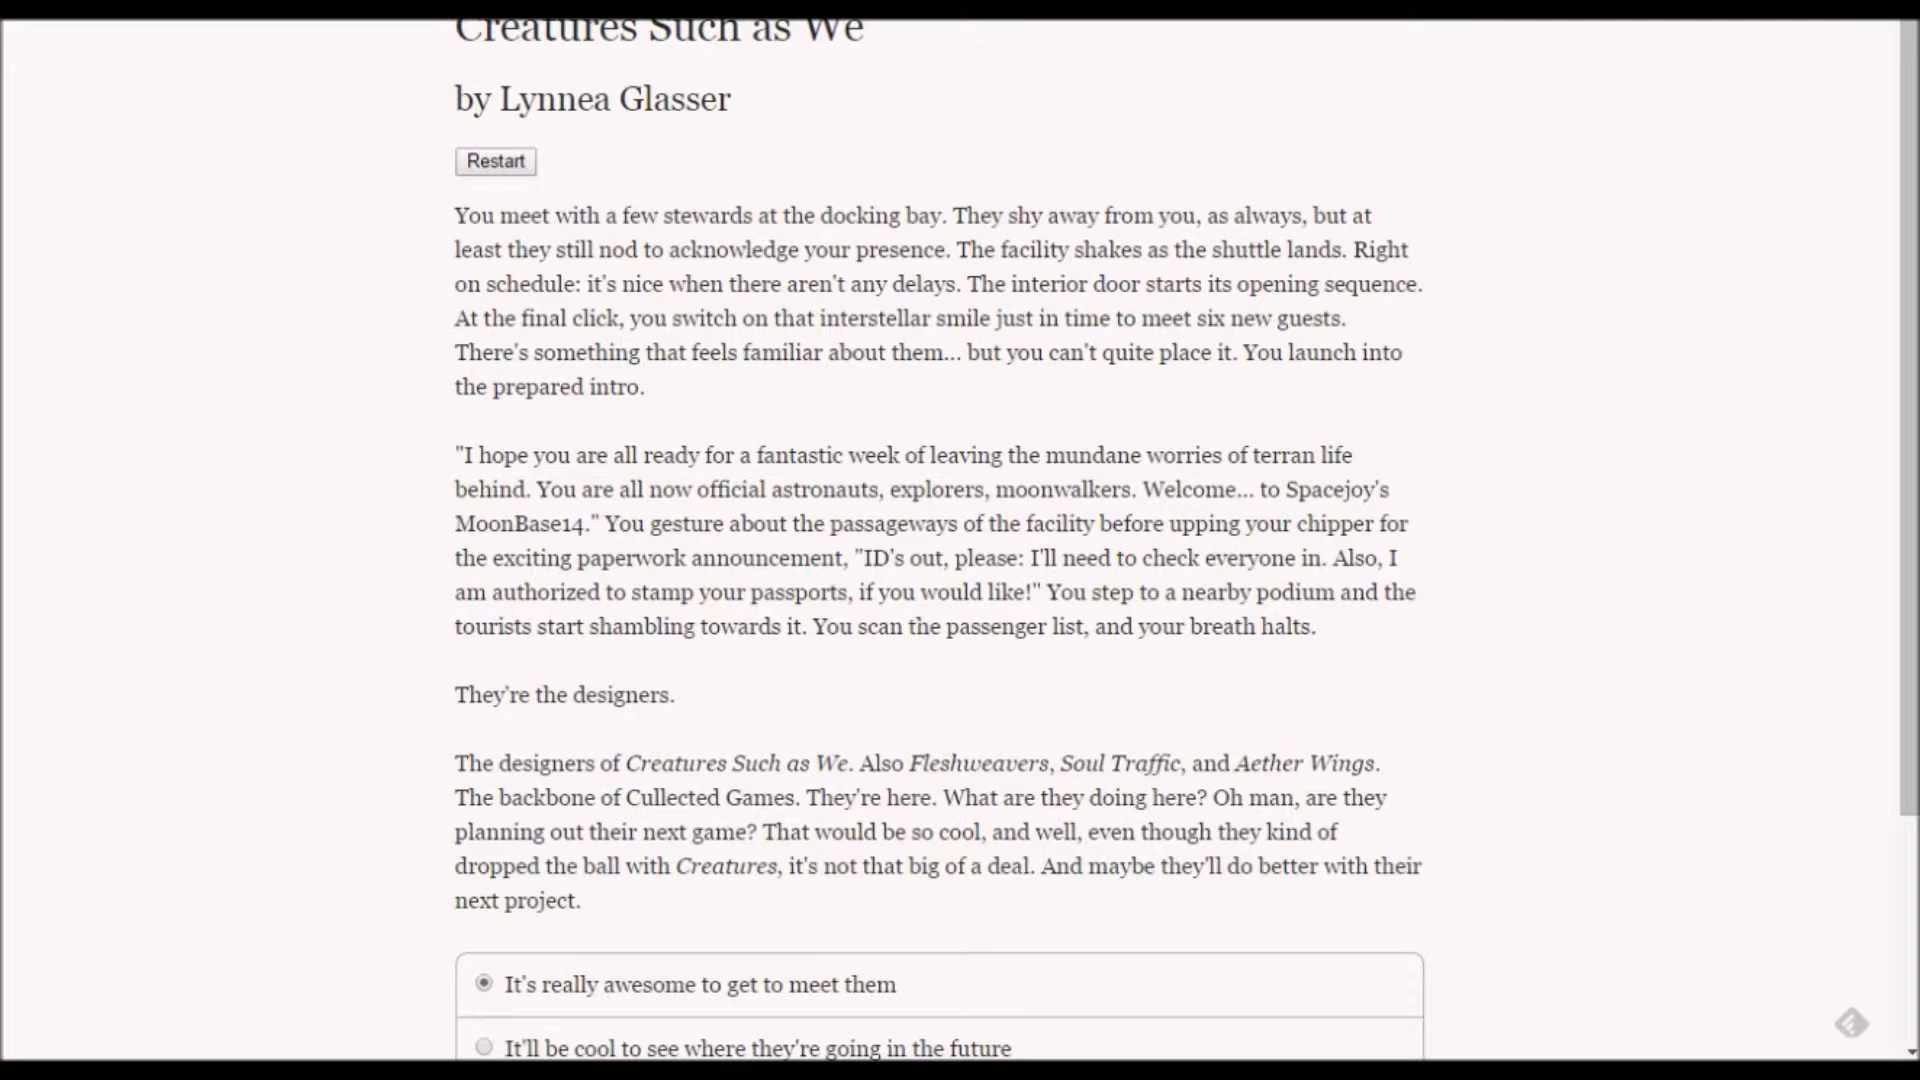 Creatures Such as We
by Lynnea Glasser
Restart
You meet with a few stewards at the docking bay. They shy away from you, as always, but at
least they still nod to acknowledge your presence. The facility shakes as the shuttle lands. Right
on schedule: it's nice when there aren't any delays. The interior door starts its opening sequence.
At the final click, you switch on that interstellar smile just in time to meet six new guests.
There's something that feels familiar about them... but you can't quite place it. You launch into
the prepared intro.
"I hope you are all ready for a fantastic week of leaving the mundane worries of terran life
behind. You are all now official astronauts, explorers, moonwalkers. Welcome... to Spacejoy's
MoonBase14." You gesture about the passageways of the facility before upping your chipper for
the exciting paperwork announcement, "ID's out, please: I'll need to check everyone in. Also, I
am authorized to stamp your passports, if you would like!" You step to a nearby podium and the
tourists start shambling towards it. You scan the passenger list, and your breath halts.
They're the designers.
The designers of Creatures Such as We. Also Fleshweavers, Soul Traffic, and Aether Wings.
The backbone of Cullected Games. They're here. What are they doing here? Oh man, are they
planning out their next game? That would be so cool, and well, even though they kind of
dropped the ball with Creatures, it's not that big of a deal. And maybe they'll do better with their
next project.
It's really awesome to get to meet them
It'll be cool to see where they're going in the future